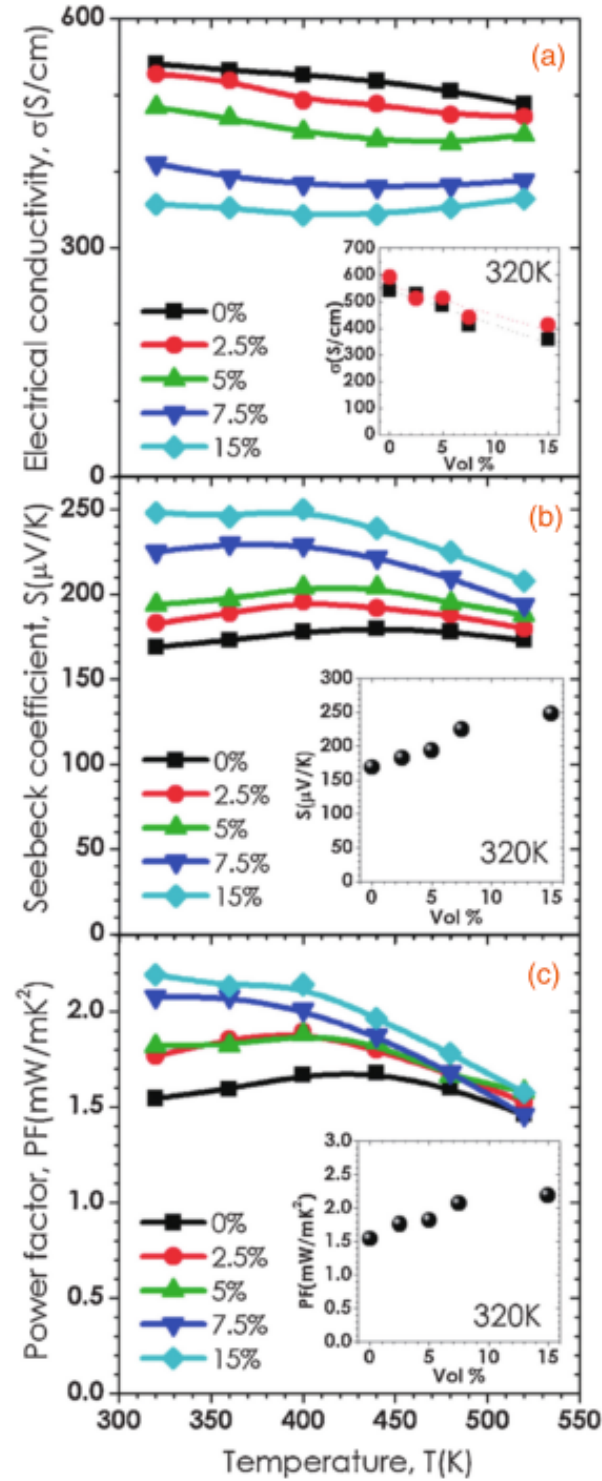 600
(a)
Electrical conductivity, σ(S/cm)
300
0%
2.5%
5%
7.5%
15%
700
600
500
400
300
200
100
0
σ(S/cm)
320K
0 5 10 15
Vol %
0
250
(b)
Seebeck coefficient, S(μV/K)
200
150
100
50
0
0%
2.5%
5%
7.5%
15%
300
250
200
150
100
50
0
S(μV/K)
320K
0 5 10 15
Vol %
(c)
Power factor, PF(mW/mK²)
2.0
1.5
1.0
0.5
0.0
0%
2.5%
5%
7.5%
15%
3.0
2.5
2.0
1.5
1.0
0.5
0.0
PF(mW/mK²)
320K
0 5 10 15
Vol %
300 350 400 450 500 550
Temperature, T(K)